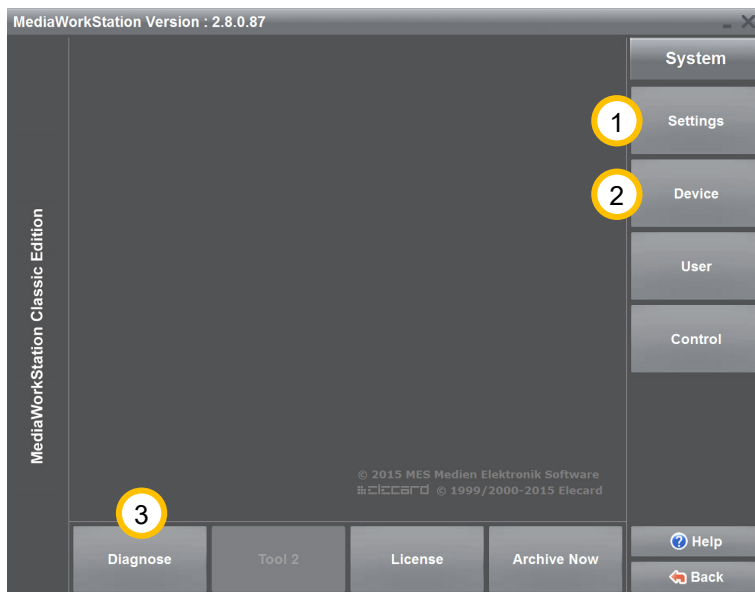 MediaWorkStation Version : 2.8.0.87
System
1
Settings
2
Device
User
Control
MediaWorkStation Classic Edition
© 2015 MES Medien Elektronik Software
elecard © 1999/2000-2015 Elecard
3
Diagnose
Tool 2
License
Archive Now
? Help
Back